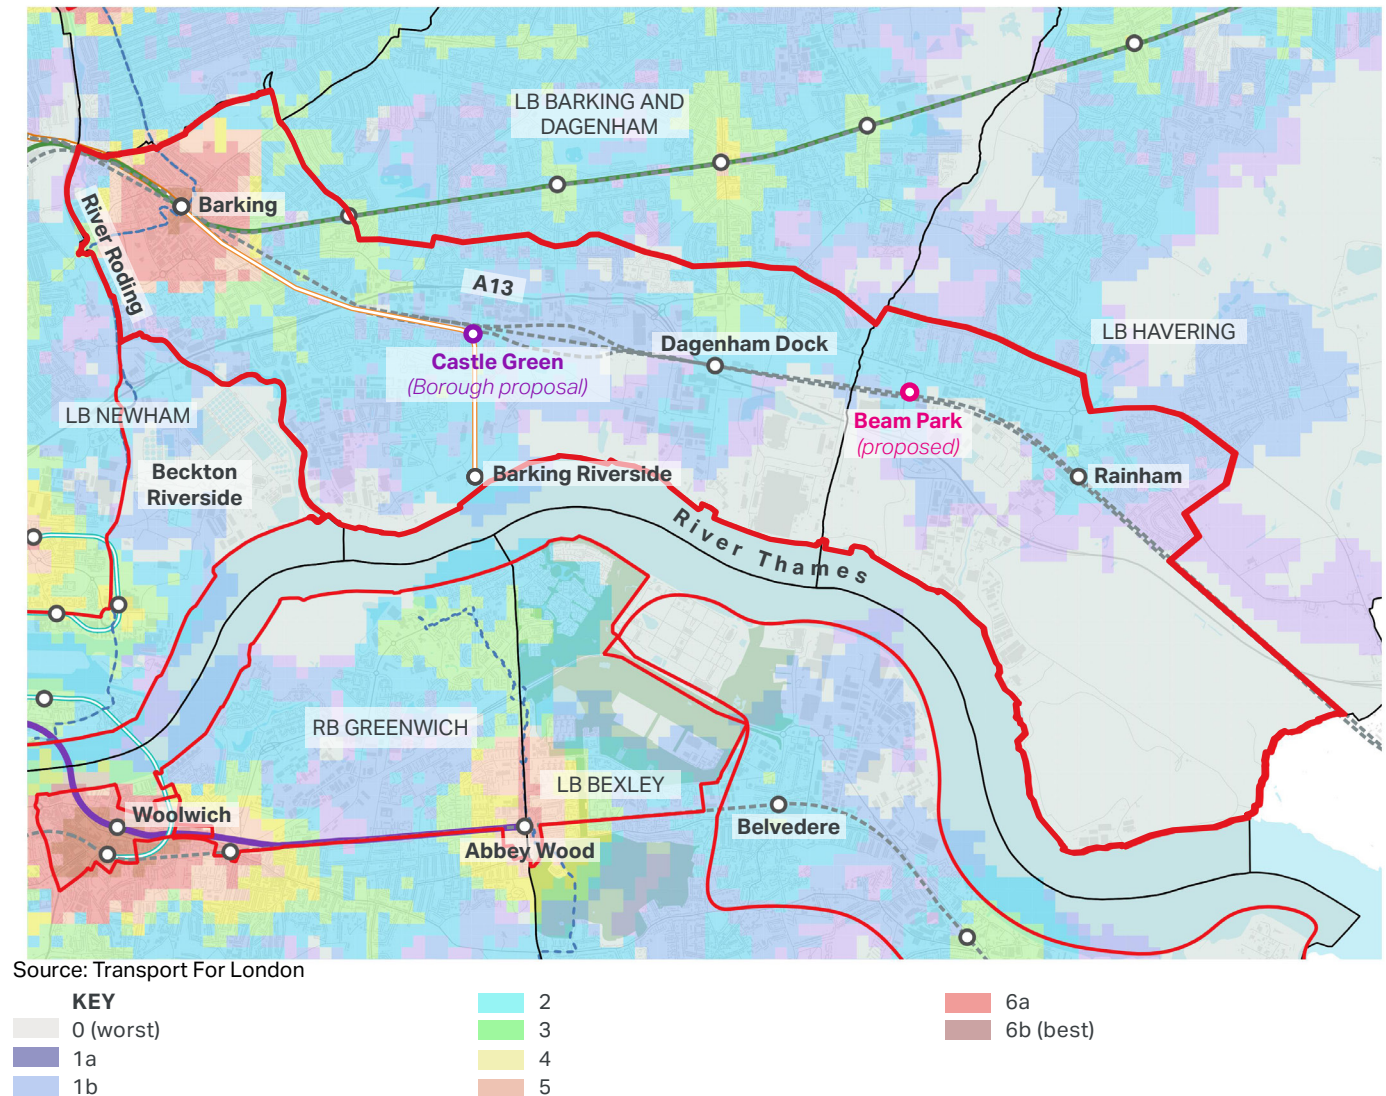 LB BARKING AND
DAGENHAM
Barking
River Roding
A13
LB HAVERING
Dagenham Dock
Castle Green
(Borough proposal)
Beam Park
(proposed)
LB NEWHAM
Beckton
Riverside
Barking Riverside
Rainham
River Thames
RB GREENWICH
LB BEXLEY
Woolwich
Belvedere
Abbey Wood
Source: Transport For London
KEY
0 (worst)
1a
1b
2
3
4
5
6a
6b (best)